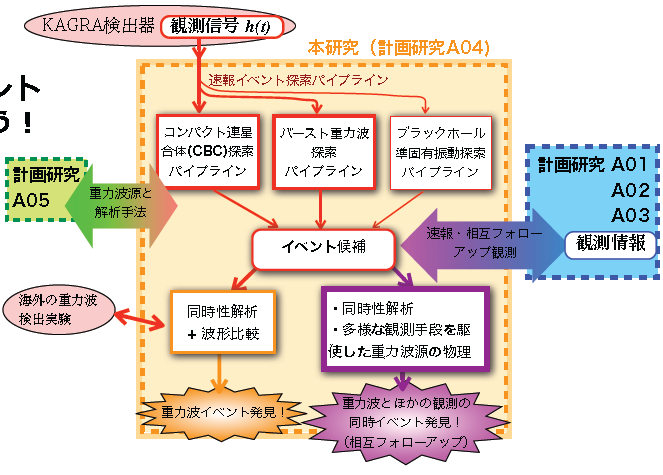 KAGRA検出器 観測信号 h(t)
本研究（計画研究A04）
ント
う！
速報イベント探索パイプライン
コンパクト連星
合体(CBC)探索
パイプライン
バースト重力波
探索
パイプライン
ブラックホール
準固有振動探索
パイプライン
計画研究
A05
重力波源と
解析手法
計画研究 A01
A02
A03
観測情報
速報・相互フォロー
アップ観測
イベント候補
海外の重力波
検出実験
同時性解析
+ 波形比較
・同時性解析
・多様な観測手段を駆
使した重力波源の物理
重力波イベント発見！
重力波とほかの観測の
同時イベント発見！
（相互フォローアップ）